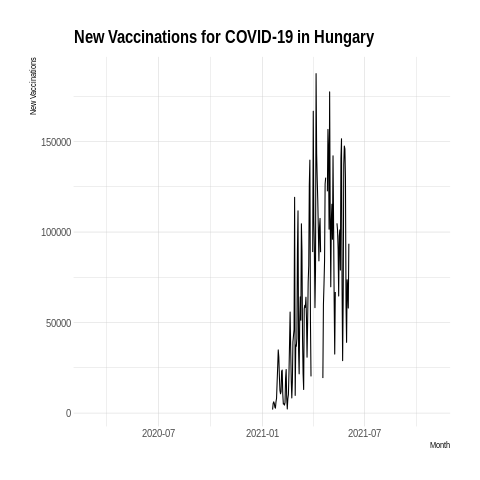 New Vaccinations for COVID-19 in Hungary
New Vaccinations
150000
100000
50000
0
2020-07 2021-01 2021-07
Month